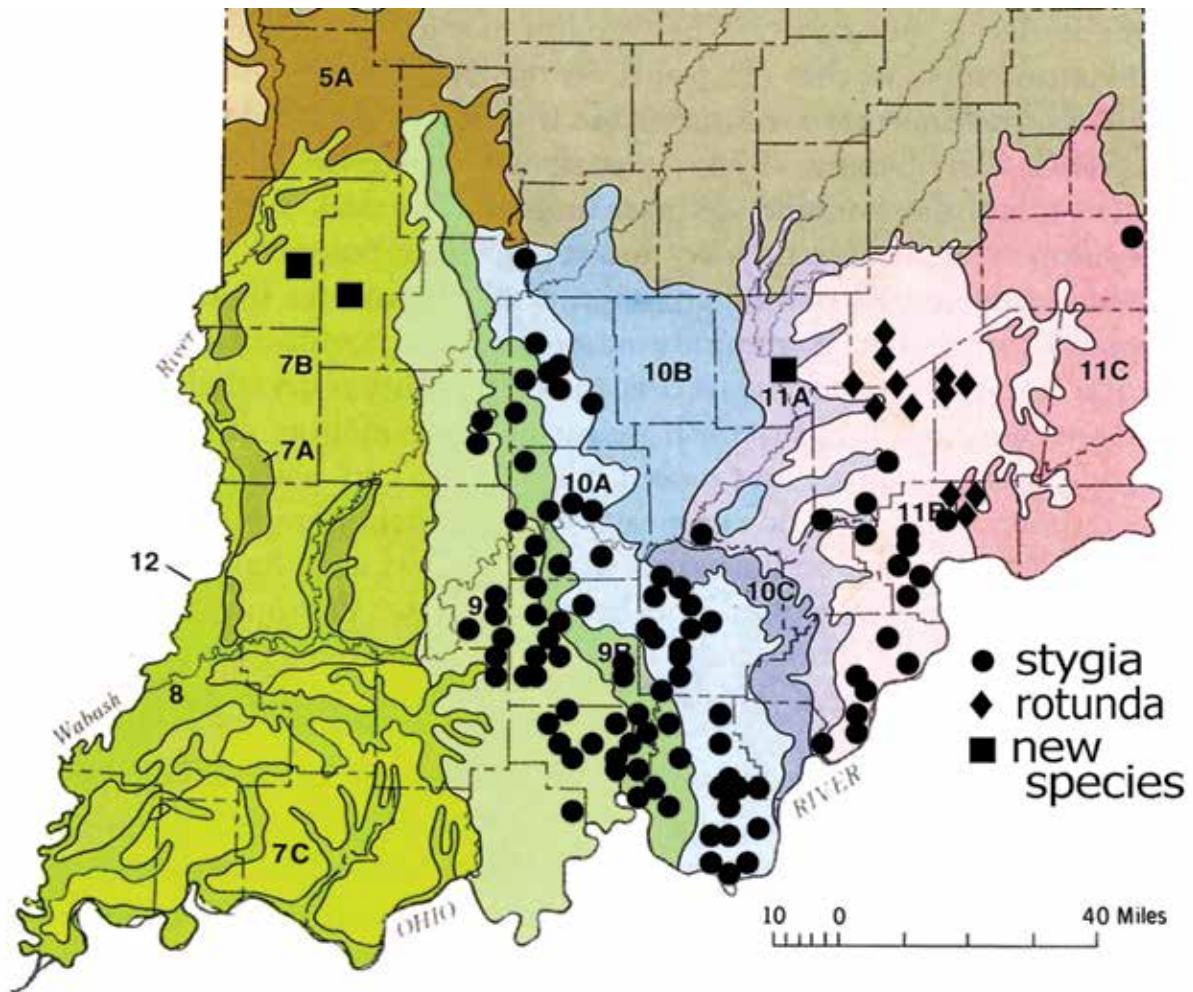 5A
River
7B
10B
11A
11C
7A
10A
11B
12
9
10C
9B
8
Wabash
stygia
rotunda
new
species
RIVER
7C
OHIO
10 0 40 Miles